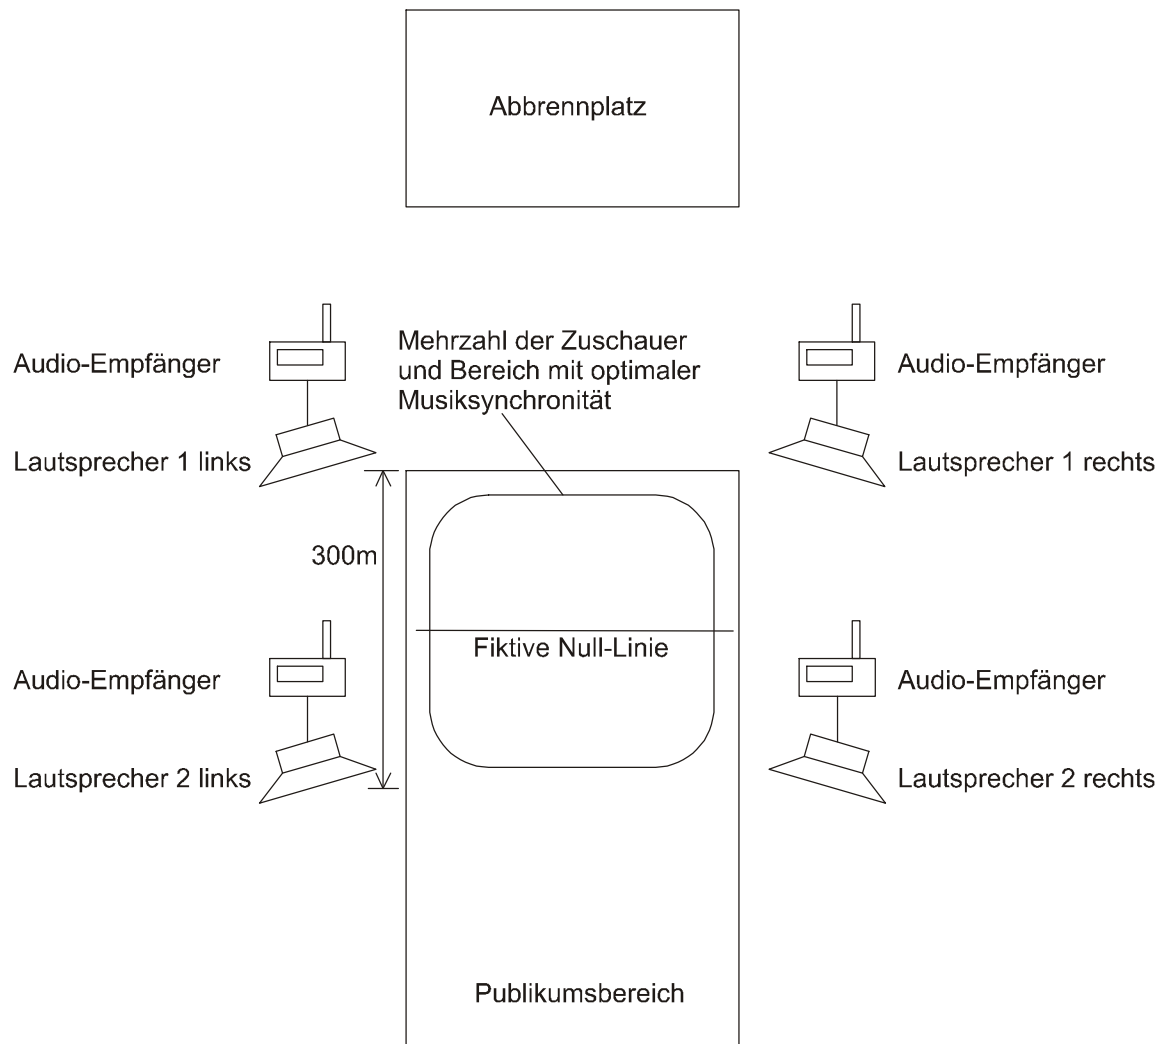 Abbrennplatz
Audio-Empfänger
Mehrzahl der Zuschauer
und Bereich mit optimaler
Musiksynchronität
Audio-Empfänger
Lautsprecher 1 links
Lautsprecher 1 rechts
300m
Fiktive Null-Linie
Audio-Empfänger
Audio-Empfänger
Lautsprecher 2 links
Lautsprecher 2 rechts
Publikumsbereich